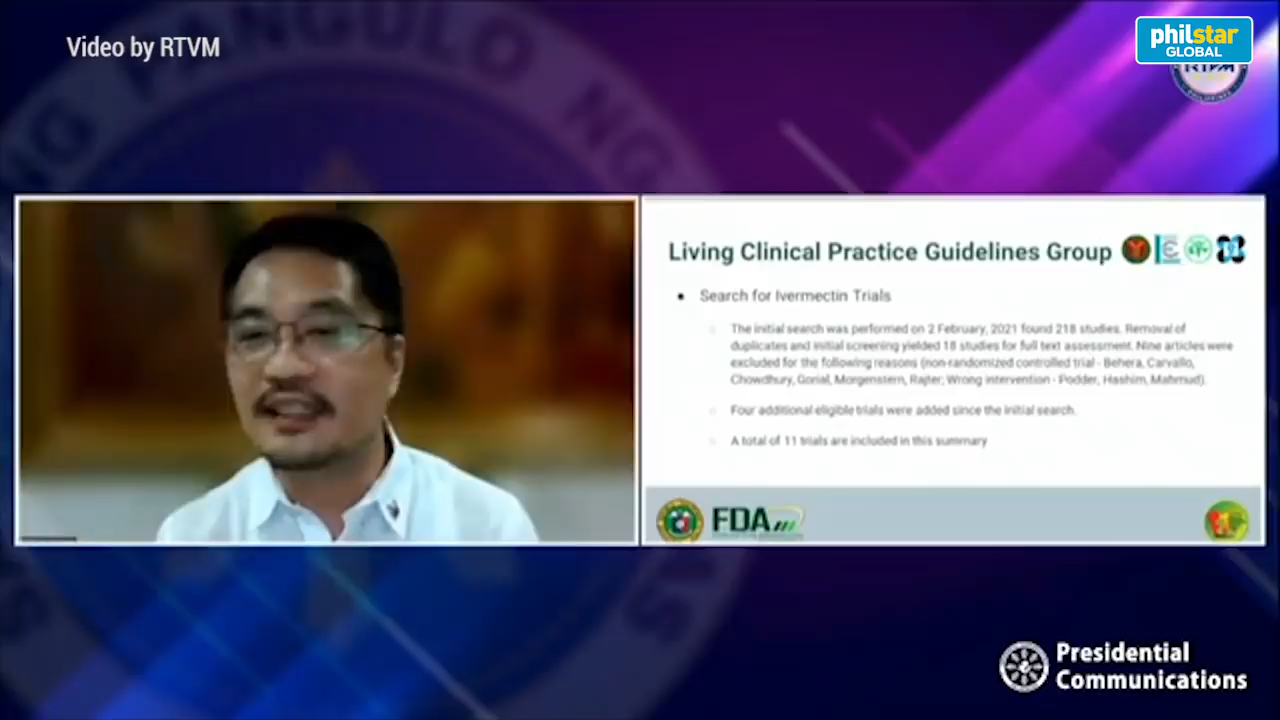 Video by RTVM
philstar
GLOBAL
RTVM
PHILIPPINES
Living Clinical Practice Guidelines Group
• Search for Ivermectin Trials
The initial search was performed on 2 February, 2021 found 218 studies. Removal of
duplicates and initial screening yielded 18 studies for full text assessment. Nine articles were
excluded for the following reasons (non-randomized controlled trial - Behera, Carvallo,
Chowdhury, Gorial, Morgenstern, Rajter; Wrong intervention - Podder, Hashim, Mahmud).
Four additional eligible trials were added since the initial search.
A total of 11 trials are included in this summary
FDA
Presidential
Communications